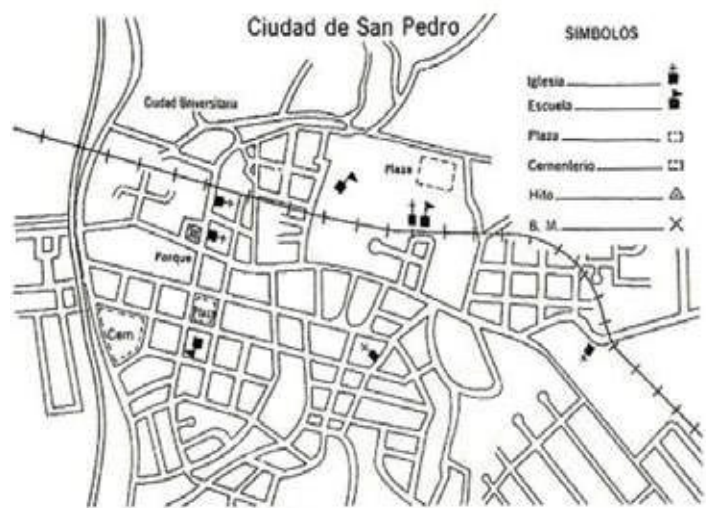 Ciudad de San Pedro
SIMBOLOS
Iglesia
Escuela
Plaza
Cementerio
Hito
B. M.
Ciudad Universitaria
Plaza
Parque
Cem